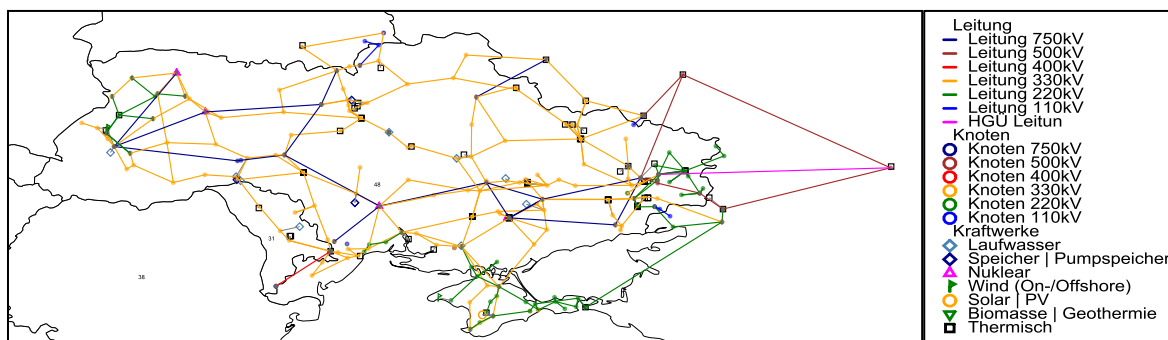 48
31
38
Leitung
Leitung 750kV
Leitung 500kV
Leitung 400kV
Leitung 330kV
Leitung 220kV
Leitung 110kV
HGÜ Leitun
Knoten
Knoten 750kV
Knoten 500kV
Knoten 400kV
Knoten 330kV
Knoten 220kV
Knoten 110kV
Kraftwerke
Laufwasser
Speicher | Pumpspeicher
Nuklear
Wind (On-/Offshore)
Solar | PV
Biomasse | Geothermie
Thermisch